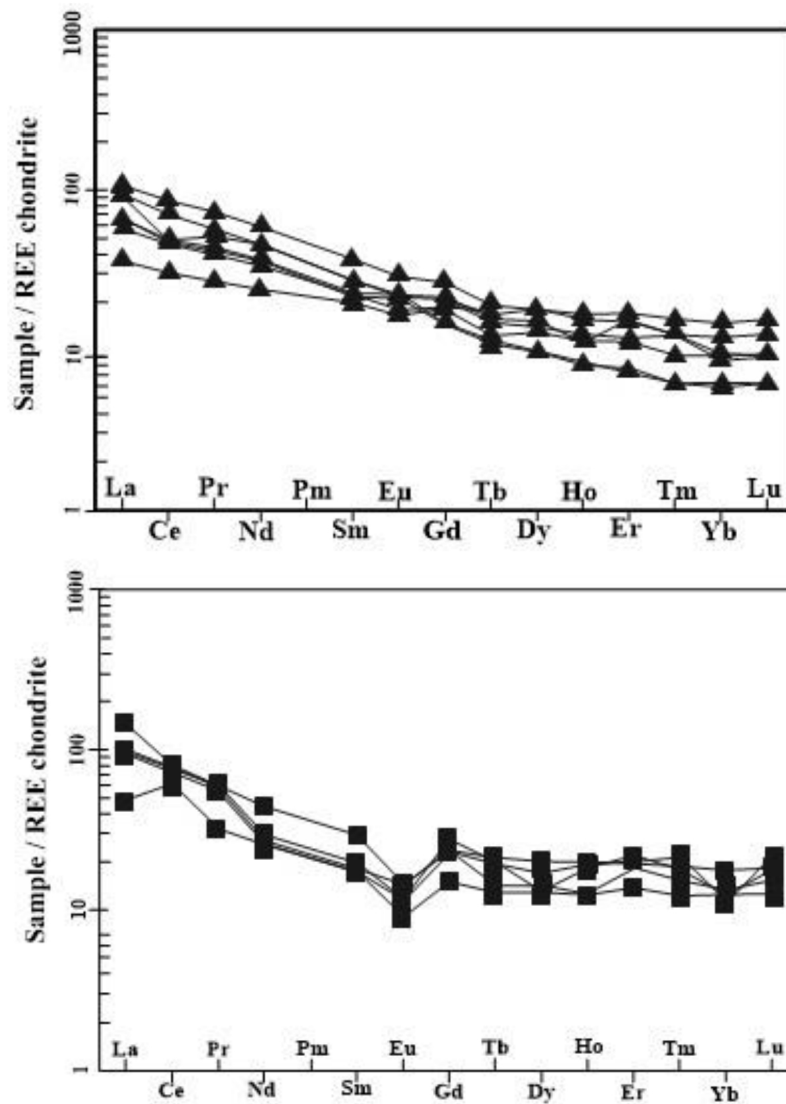 1000
100
10
1
Sample / REE chondrite
La Pr Pm Eu Tb Ho Tm Lu
Ce Nd Sm Gd Dy Er Yb
1000
100
10
1
Sample / REE chondrite
La Pr Pm Eu Tb Ho Tm Lu
Ce Nd Sm Gd Dy Er Yb